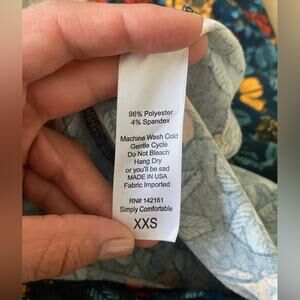 96% Polyester
4% Spandex
Machine Wash Cold
Gentle Cycle
Do Not Bleach
Hang Dry
or you'll be sad
MADE IN USA
Fabric Imported
RN# 142161
Simply Comfortable
XXS